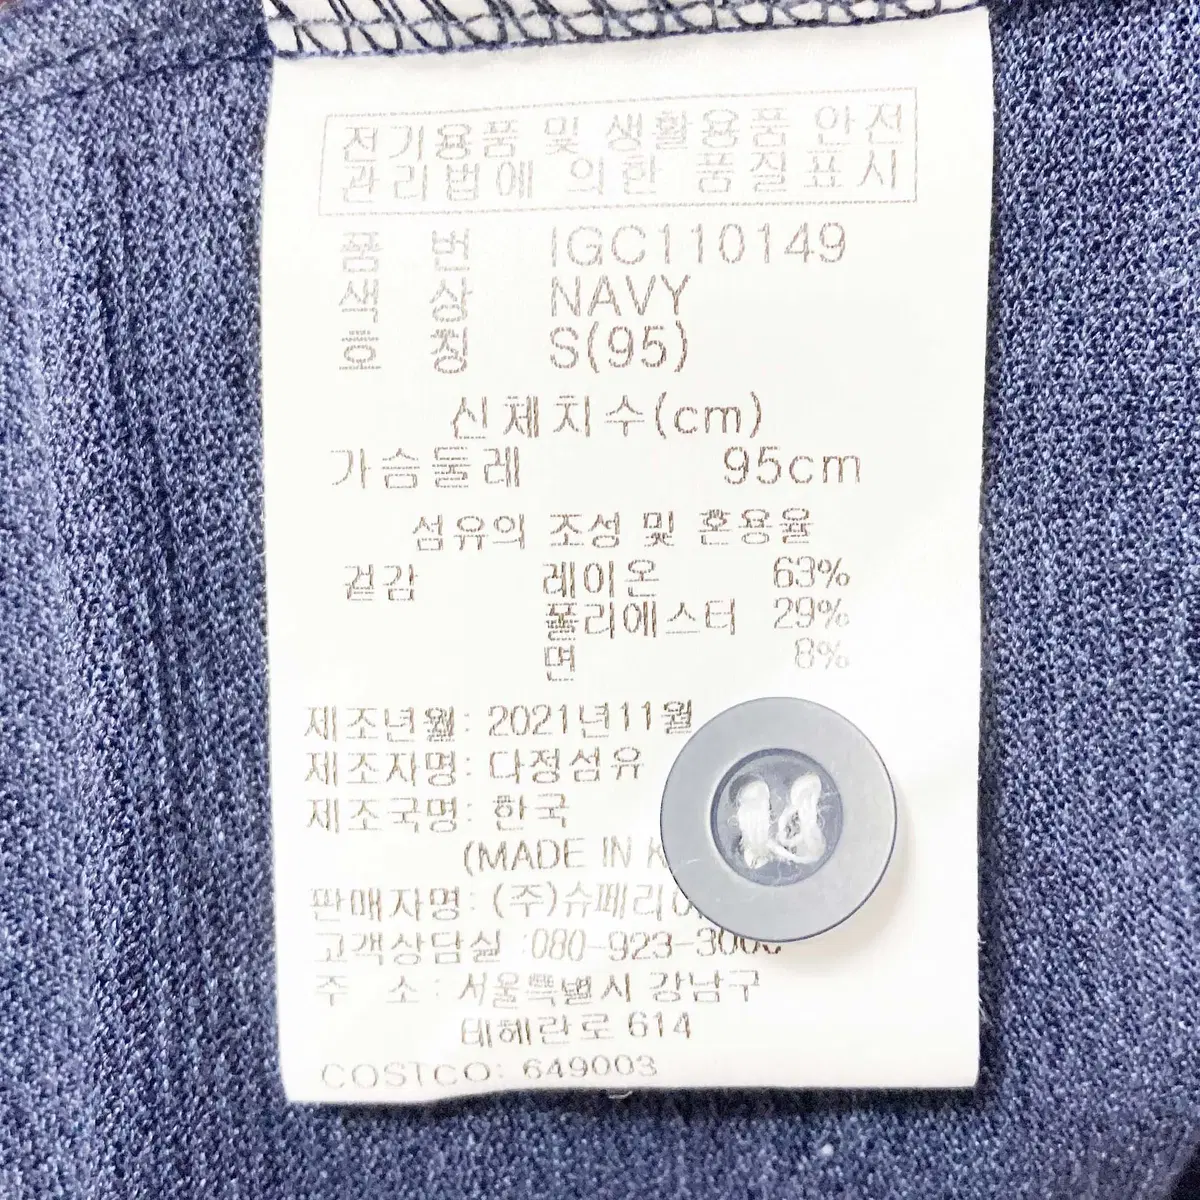 전기용품 및 생활용품 안전
관리법에 의한 품질표시
품 번 IGC110149
색 상 NAVY
호 칭 S(95)
신체치수(cm)
가슴둘레 95cm
섬유의 조성 및 혼용율
겉감 레이온 63%
폴리에스터 29%
면 8%
제조년월: 2021년11월
제조자명: 다정섬유
제조국명: 한국
(MADE IN
판매자명: (주)슈페리어
고객상담실 :080-923-3000
주 소: 서울특별시 강남구
테헤란로 614
COSTCO: 649003